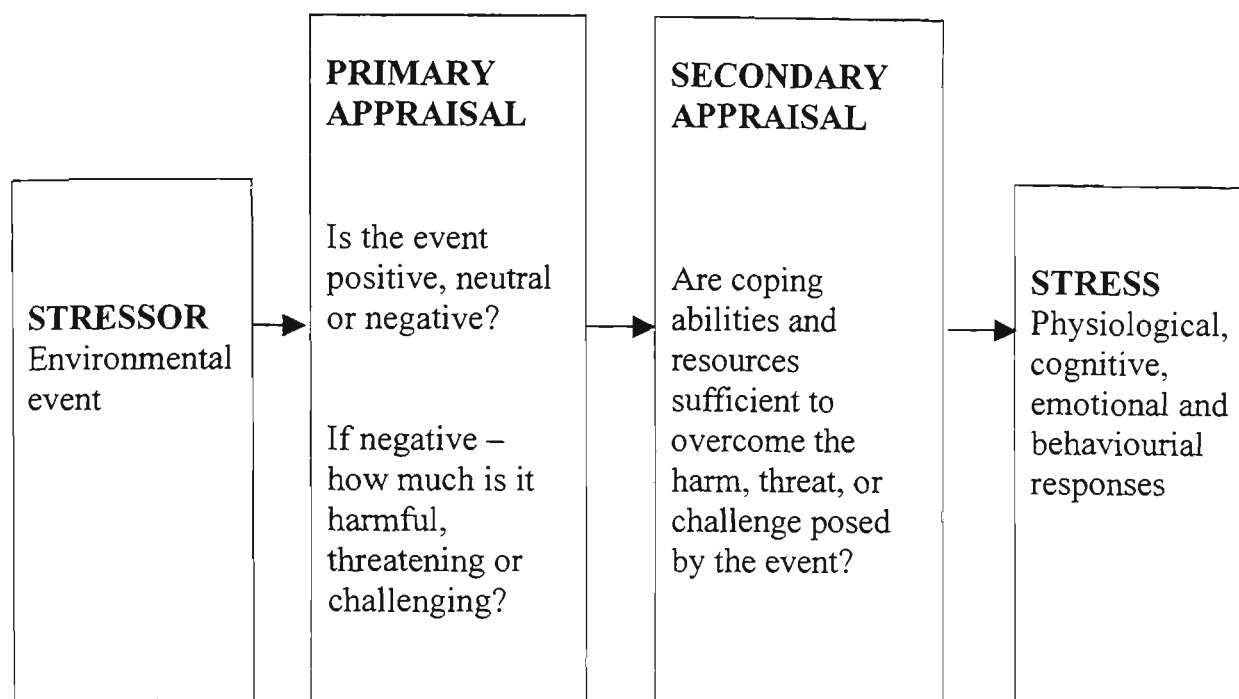 STRESSOR
Environmental
event
PRIMARY
APPRAISAL
Is the event
positive, neutral
or negative?
If negative –
how much is it
harmful,
threatening or
challenging?
SECONDARY
APPRAISAL
Are coping
abilities and
resources
sufficient to
overcome the
harm, threat, or
challenge posed
by the event?
STRESS
Physiological,
cognitive,
emotional and
behaviourial
responses